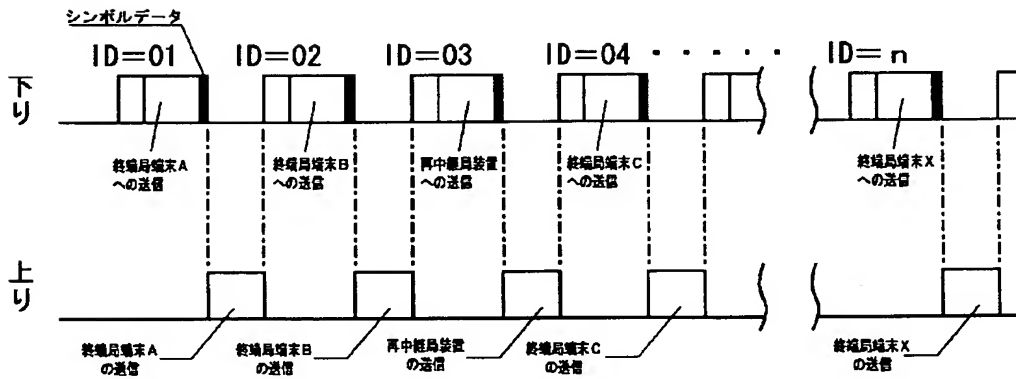 シンボルデータ
ID=01 ID=02 ID=03 ID=04 ・・・・・ ID=n
下り
終端局端末A
への送信
終端局端末B
への送信
再中継局装置
への送信
終端局端末C
への送信
終端局端末X
への送信
上り
終端局端末A
の送信
終端局端末B
の送信
再中継局装置
の送信
終端局端末C
の送信
終端局端末X
の送信